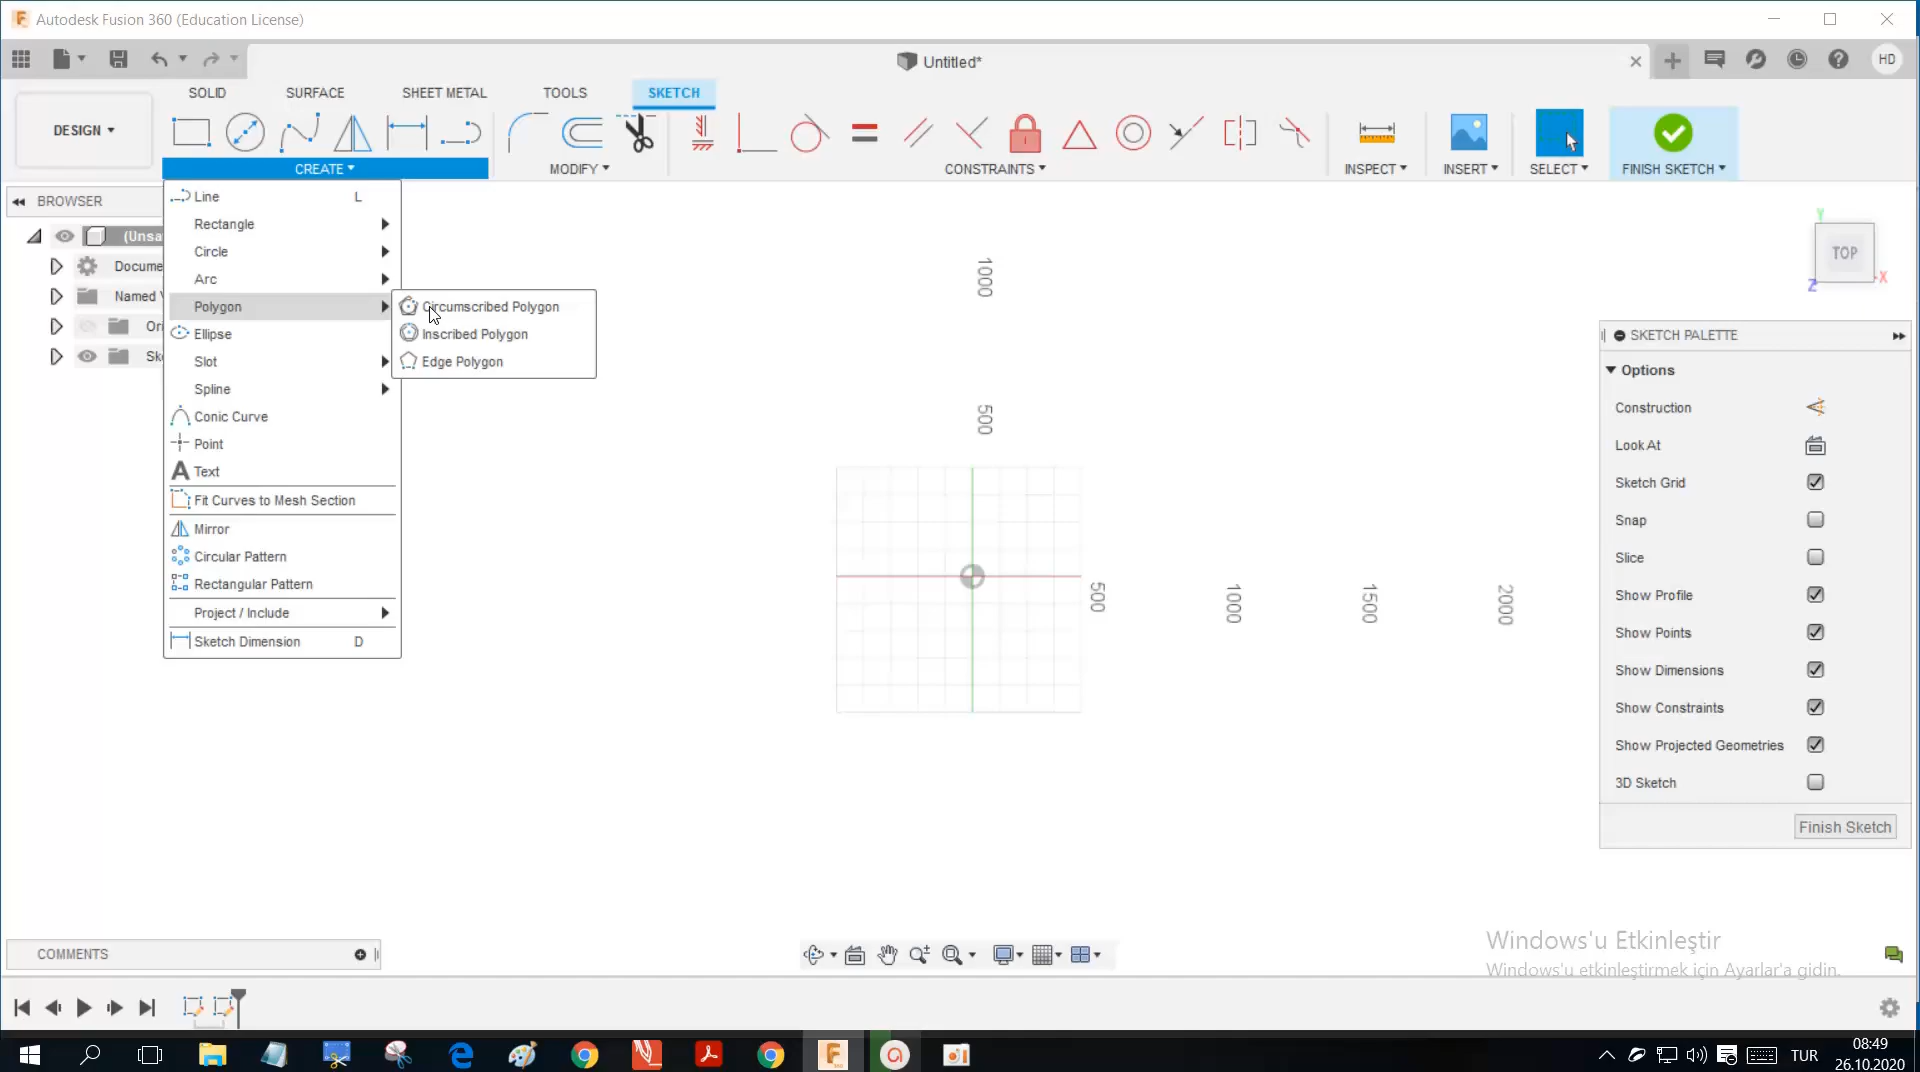 Autodesk Fusion 360 (Education License)
Untitled*
HD
SOLID
SURFACE
SHEET METAL
TOOLS
SKETCH
DESIGN
CREATE
MODIFY
CONSTRAINTS
INSPECT
INSERT
SELECT
FINISH SKETCH
BROWSER
(Unsa
Docume
Named V
Ori
Sk
Line L
Rectangle
Circle
Arc
Polygon
Ellipse
Slot
Spline
Conic Curve
Point
Text
Fit Curves to Mesh Section
Mirror
Circular Pattern
Rectangular Pattern
Project / Include
Sketch Dimension D
Circumscribed Polygon
Inscribed Polygon
Edge Polygon
1000
500
500
1000
1500
2000
Y
TOP
X
Z
SKETCH PALETTE
Options
Construction
Look At
Sketch Grid
Snap
Slice
Show Profile
Show Points
Show Dimensions
Show Constraints
Show Projected Geometries
3D Sketch
Finish Sketch
COMMENTS
Windows'u Etkinleştir
Windows'u etkinleştirmek için Ayarlar'a gidin.
TUR
08:49
26.10.2020